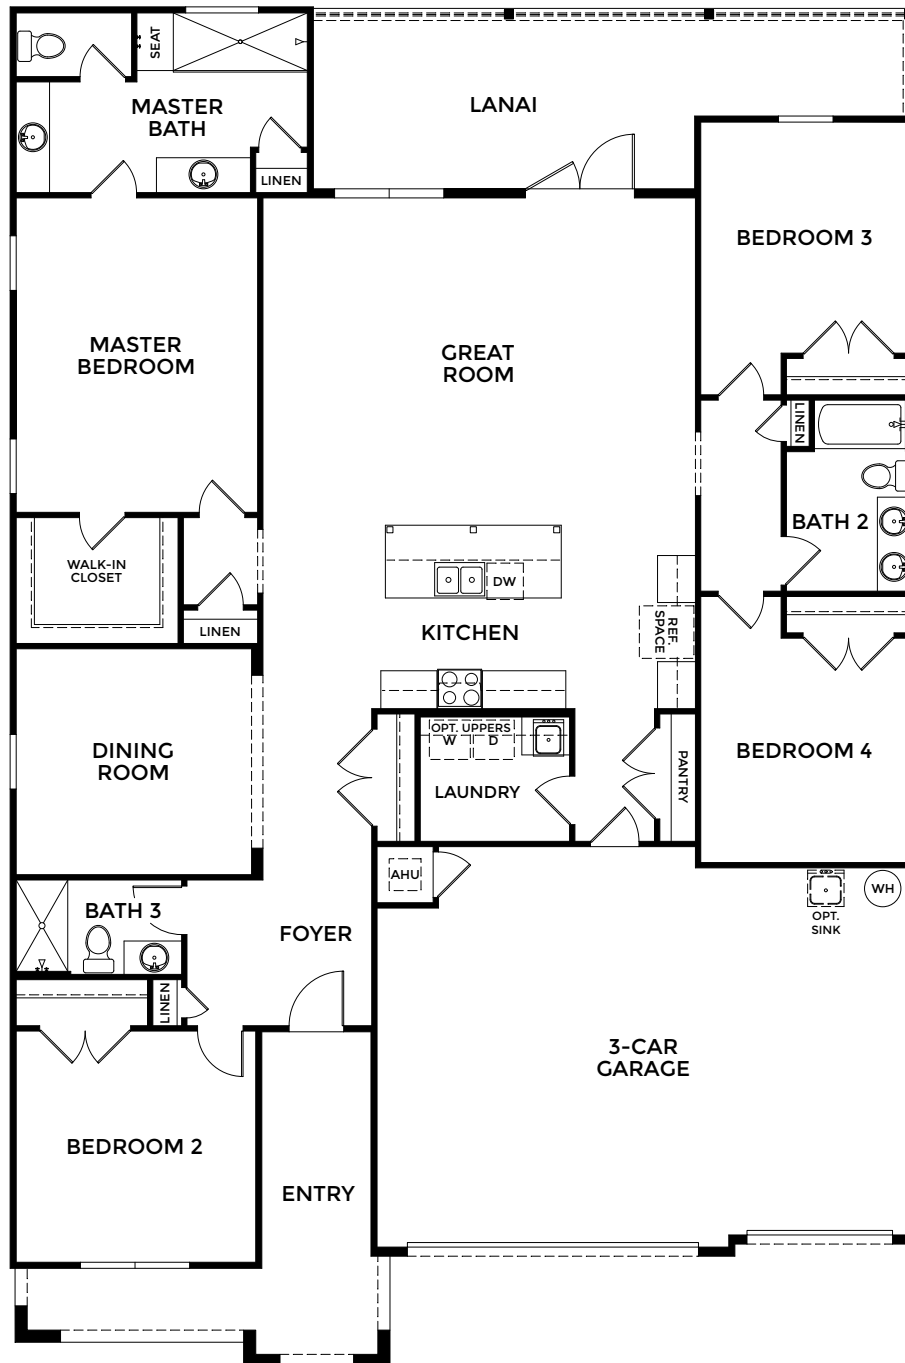 SEAT
MASTER
BATH
LINEN
LANAI
BEDROOM 3
MASTER
BEDROOM
GREAT
ROOM
LINEN
BATH 2
WALK-IN
CLOSET
LINEN
DW
KITCHEN
REF.
SPACE
DINING
ROOM
OPT. UPPERS
W D
LAUNDRY
PANTRY
BEDROOM 4
AHU
BATH 3
FOYER
OPT.
SINK
WH
LINEN
3-CAR
GARAGE
BEDROOM 2
ENTRY